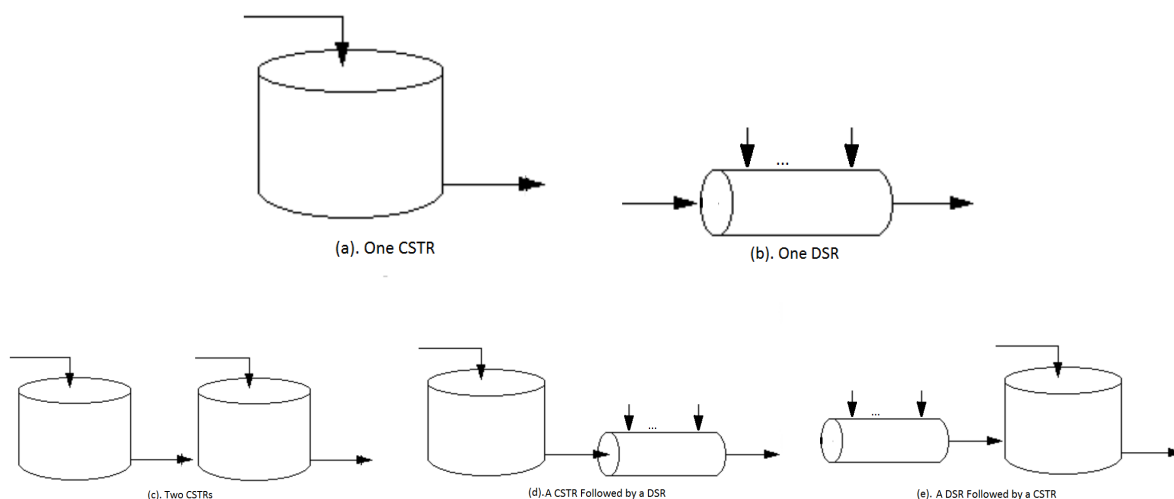 ...
(a). One CSTR
(b). One DSR
...
...
(c). Two CSTRs
(d). A CSTR Followed by a DSR
(e). A DSR Followed by a CSTR